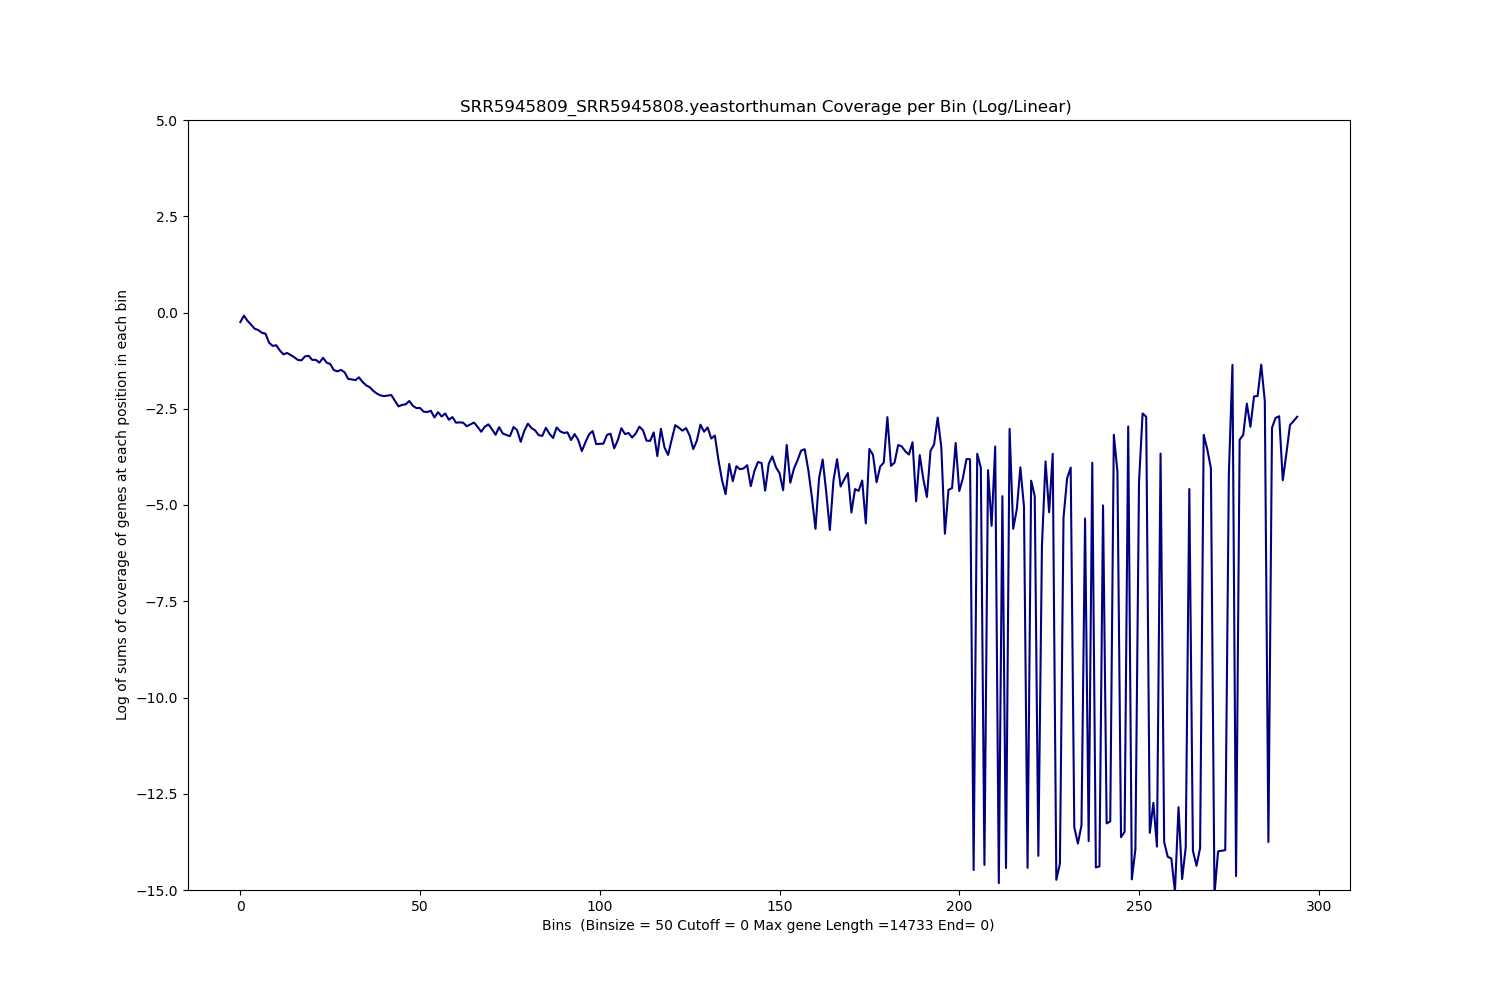 SRR5945809_SRR5945808.yeastorthuman Coverage per Bin (Log/Linear)
Log of sums of coverage of genes at each position in each bin
5.0
2.5
0.0
−2.5
−5.0
−7.5
−10.0
−12.5
−15.0
0 50 100 150 200 250 300
Bins  (Binsize = 50 Cutoff = 0 Max gene Length =14733 End= 0)